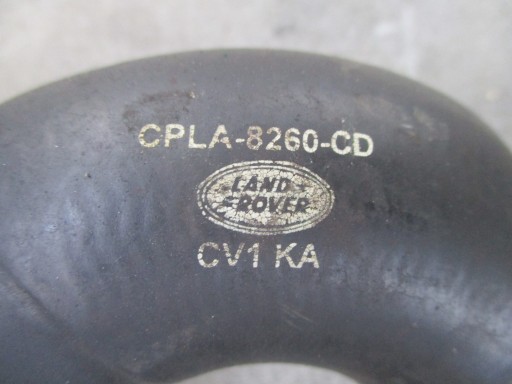 CPLA-8260-CD
LAND
ROVER
CV1 KA